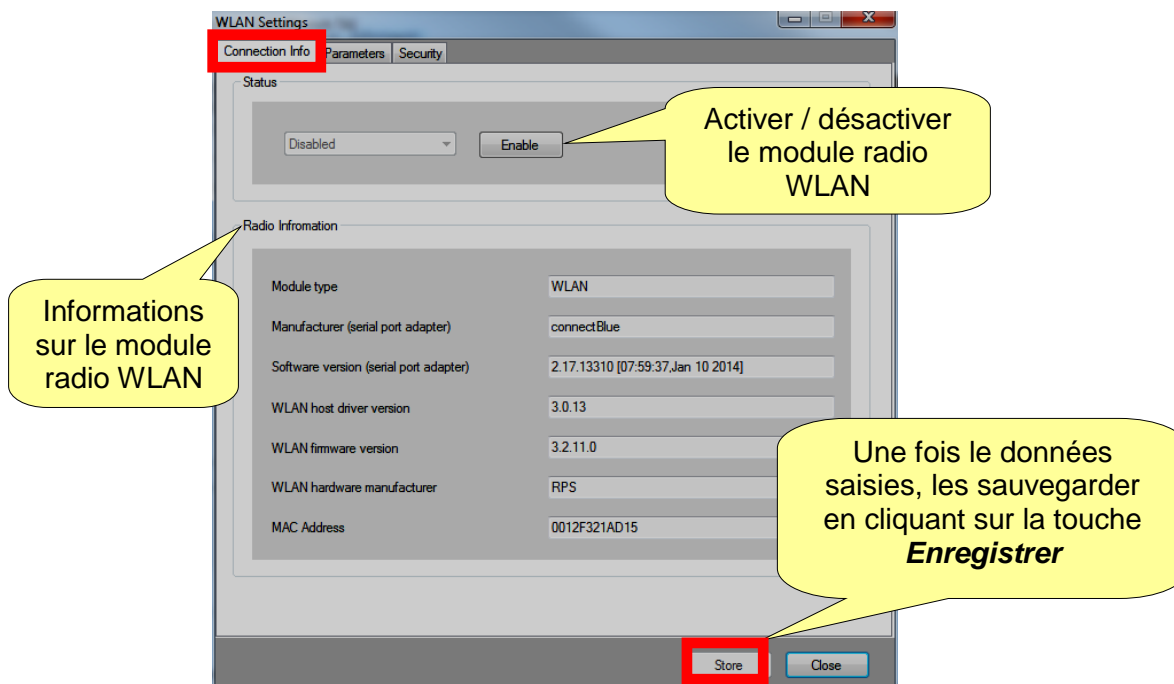 WLAN Settings
Connection Info Parameters Security
Status
Disabled Enable
Activer / désactiver
le module radio
WLAN
Radio Infromation
Informations
sur le module
radio WLAN
Module type WLAN
Manufacturer (serial port adapter) connectBlue
Software version (serial port adapter) 2.17.13310 [07:59:37,Jan 10 2014]
WLAN host driver version 3.0.13
WLAN firmware version 3.2.11.0
WLAN hardware manufacturer RPS
MAC Address 0012F321AD15
Une fois le données
saisies, les sauvegarder
en cliquant sur la touche
Enregistrer
Store Close